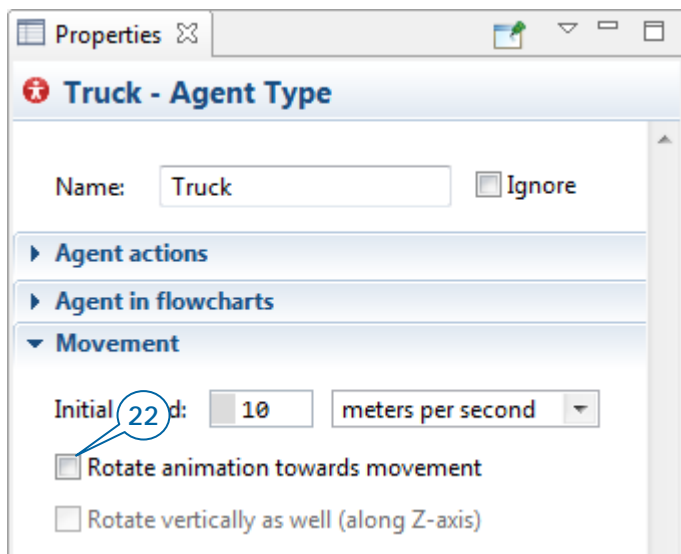 Properties
Truck - Agent Type
Name: Truck Ignore
Agent actions
Agent in flowcharts
Movement
Initial d: 10 meters per second
22
Rotate animation towards movement
Rotate vertically as well (along Z-axis)